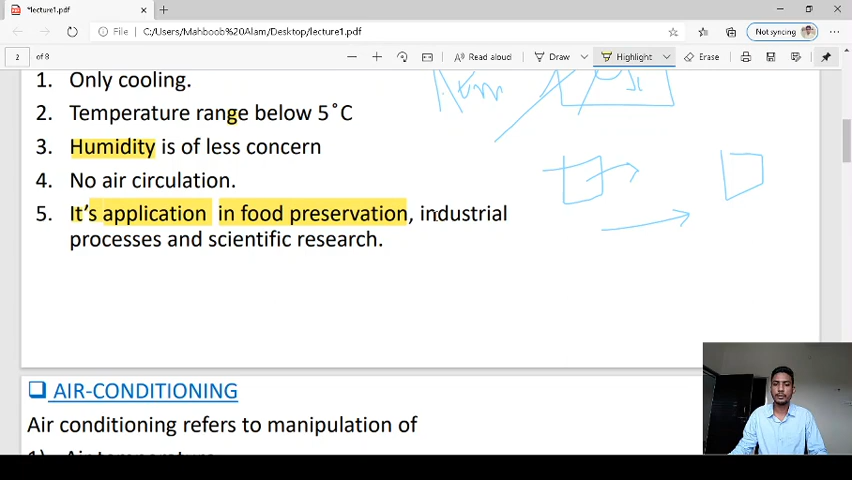 *lecture1.pdf
File
C:/Users/Mahboob%20Alam/Desktop/lecture1.pdf
Not syncing
2 of 8
Read aloud
Draw
Highlight
Erase
1. Only cooling.
2. Temperature range below 5˚C
3. Humidity is of less concern
4. No air circulation.
5. It's application in food preservation, industrial
processes and scientific research.
AIR-CONDITIONING
Air conditioning refers to manipulation of